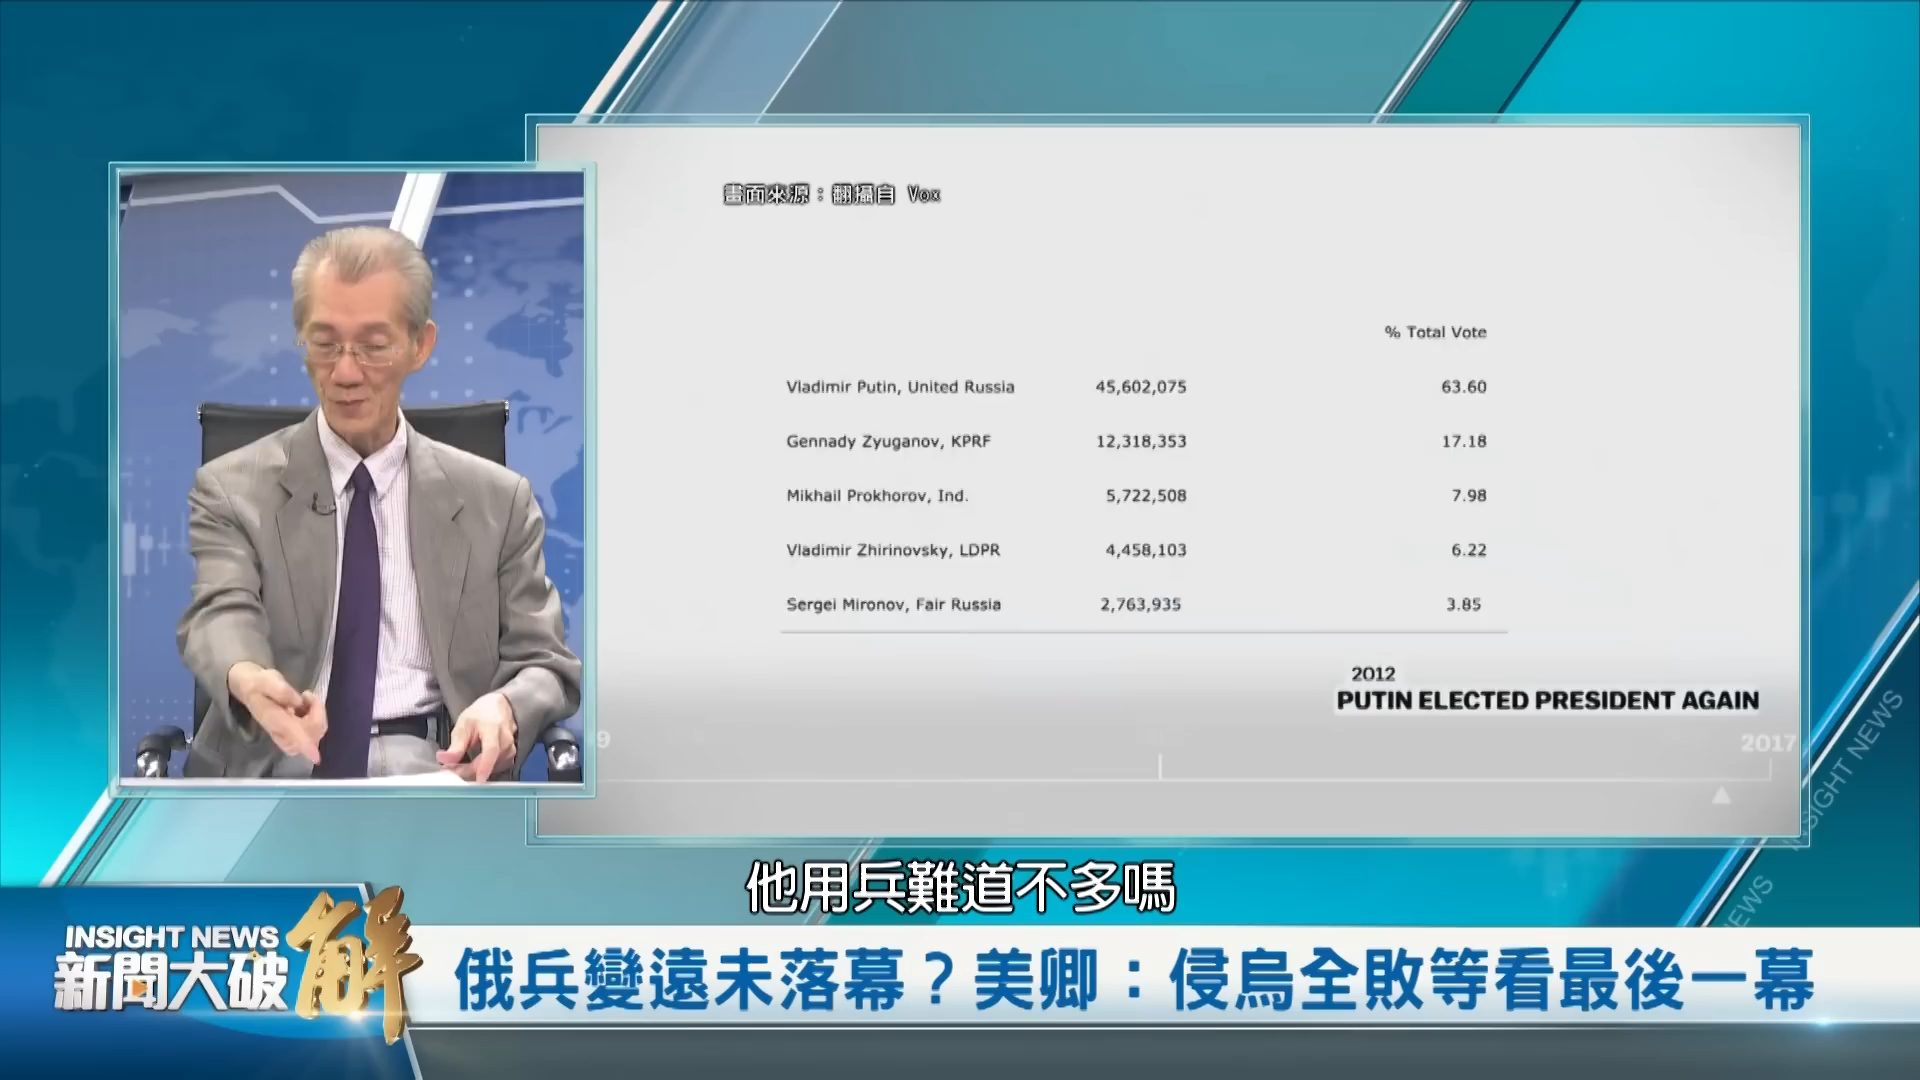 畫面來源：翻攝自 Vox
% Total Vote
Vladimir Putin, United Russia 45,602,075 63.60
Gennady Zyuganov, KPRF 12,318,353 17.18
Mikhail Prokhorov, Ind. 5,722,508 7.98
Vladimir Zhirinovsky, LDPR 4,458,103 6.22
Sergei Mironov, Fair Russia 2,763,935 3.85
2012
PUTIN ELECTED PRESIDENT AGAIN
9
2017
INSIGHT NEWS
NEWS
他用兵難道不多嗎
INSIGHT NEWS
新聞大破解
俄兵變遠未落幕？美卿：侵烏全敗等看最後一幕